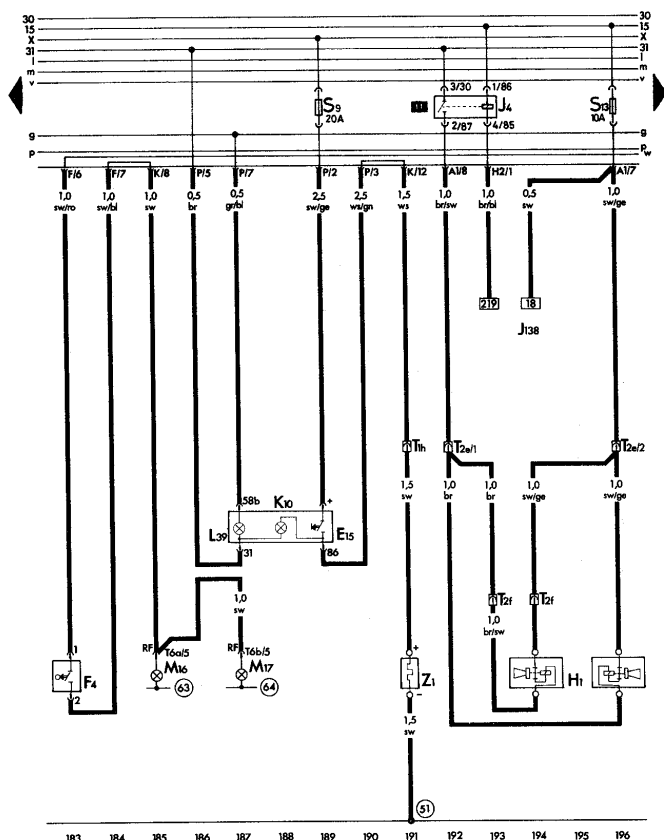 30 30
15 15
X X
31 31
l l
m m
v v
3/30 1/86
S9 20A J4 S13 10A
2/87 4/85
g g
p p w
F/6 F/7 K/8 P/5 P/7 P/2 P/3 K/12 A1/8 H2/1 A1/7
1,0 1,0 1,0 0,5 0,5 2,5 2,5 1,5 1,0 1,0 0,5 1,0
sw/ro sw/bl sw br gr/bl sw/ge ws/gn ws br/sw br/bl sw sw/ge
219 18
J138
T1h T2e/1 T2e/2
1,5 1,0 1,0 1,0 1,0
sw br br sw/ge sw/ge
58b K10 +
L39 E15
31 86
1,0
sw
T2f T2f
1,0
br/sw
1 RF T6a/5 RF T6b/5 +
F4 M16 M17 Z1 H1
2 63 64 −
1,5
sw
51
183 184 185 186 187 188 189 190 191 192 193 194 195 196